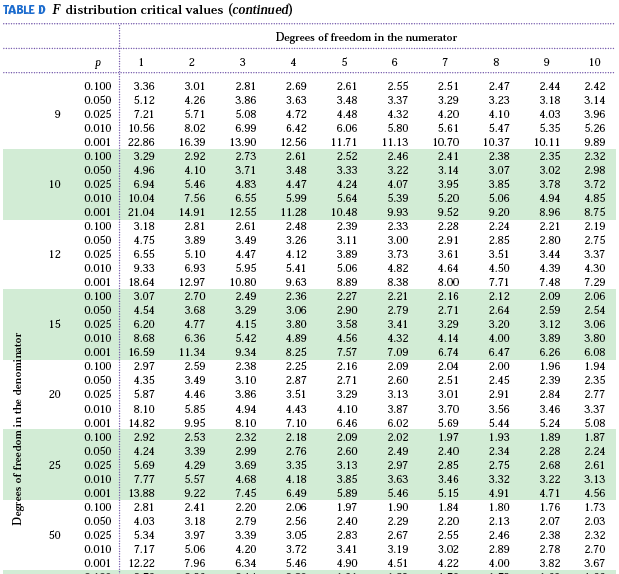 TABLE D F distribution critical values (continued)
Degrees of freedom in the numerator
p 1 2 3 4 5 6 7 8 9 10
0.100 3.36 3.01 2.81 2.69 2.61 2.55 2.51 2.47 2.44 2.42
0.050 5.12 4.26 3.86 3.63 3.48 3.37 3.29 3.23 3.18 3.14
9 0.025 7.21 5.71 5.08 4.72 4.48 4.32 4.20 4.10 4.03 3.96
0.010 10.56 8.02 6.99 6.42 6.06 5.80 5.61 5.47 5.35 5.26
0.001 22.86 16.39 13.90 12.56 11.71 11.13 10.70 10.37 10.11 9.89
0.100 3.29 2.92 2.73 2.61 2.52 2.46 2.41 2.38 2.35 2.32
0.050 4.96 4.10 3.71 3.48 3.33 3.22 3.14 3.07 3.02 2.98
10 0.025 6.94 5.46 4.83 4.47 4.24 4.07 3.95 3.85 3.78 3.72
0.010 10.04 7.56 6.55 5.99 5.64 5.39 5.20 5.06 4.94 4.85
0.001 21.04 14.91 12.55 11.28 10.48 9.93 9.52 9.20 8.96 8.75
0.100 3.18 2.81 2.61 2.48 2.39 2.33 2.28 2.24 2.21 2.19
0.050 4.75 3.89 3.49 3.26 3.11 3.00 2.91 2.85 2.80 2.75
12 0.025 6.55 5.10 4.47 4.12 3.89 3.73 3.61 3.51 3.44 3.37
0.010 9.33 6.93 5.95 5.41 5.06 4.82 4.64 4.50 4.39 4.30
0.001 18.64 12.97 10.80 9.63 8.89 8.38 8.00 7.71 7.48 7.29
0.100 3.07 2.70 2.49 2.36 2.27 2.21 2.16 2.12 2.09 2.06
0.050 4.54 3.68 3.29 3.06 2.90 2.79 2.71 2.64 2.59 2.54
15 0.025 6.20 4.77 4.15 3.80 3.58 3.41 3.29 3.20 3.12 3.06
0.010 8.68 6.36 5.42 4.89 4.56 4.32 4.14 4.00 3.89 3.80
0.001 16.59 11.34 9.34 8.25 7.57 7.09 6.74 6.47 6.26 6.08
0.100 2.97 2.59 2.38 2.25 2.16 2.09 2.04 2.00 1.96 1.94
0.050 4.35 3.49 3.10 2.87 2.71 2.60 2.51 2.45 2.39 2.35
20 0.025 5.87 4.46 3.86 3.51 3.29 3.13 3.01 2.91 2.84 2.77
0.010 8.10 5.85 4.94 4.43 4.10 3.87 3.70 3.56 3.46 3.37
0.001 14.82 9.95 8.10 7.10 6.46 6.02 5.69 5.44 5.24 5.08
0.100 2.92 2.53 2.32 2.18 2.09 2.02 1.97 1.93 1.89 1.87
0.050 4.24 3.39 2.99 2.76 2.60 2.49 2.40 2.34 2.28 2.24
25 0.025 5.69 4.29 3.69 3.35 3.13 2.97 2.85 2.75 2.68 2.61
0.010 7.77 5.57 4.68 4.18 3.85 3.63 3.46 3.32 3.22 3.13
0.001 13.88 9.22 7.45 6.49 5.89 5.46 5.15 4.91 4.71 4.56
0.100 2.81 2.41 2.20 2.06 1.97 1.90 1.84 1.80 1.76 1.73
0.050 4.03 3.18 2.79 2.56 2.40 2.29 2.20 2.13 2.07 2.03
50 0.025 5.34 3.97 3.39 3.05 2.83 2.67 2.55 2.46 2.38 2.32
0.010 7.17 5.06 4.20 3.72 3.41 3.19 3.02 2.89 2.78 2.70
0.001 12.22 7.96 6.34 5.46 4.90 4.51 4.22 4.00 3.82 3.67
Degrees of freedom in the denominator